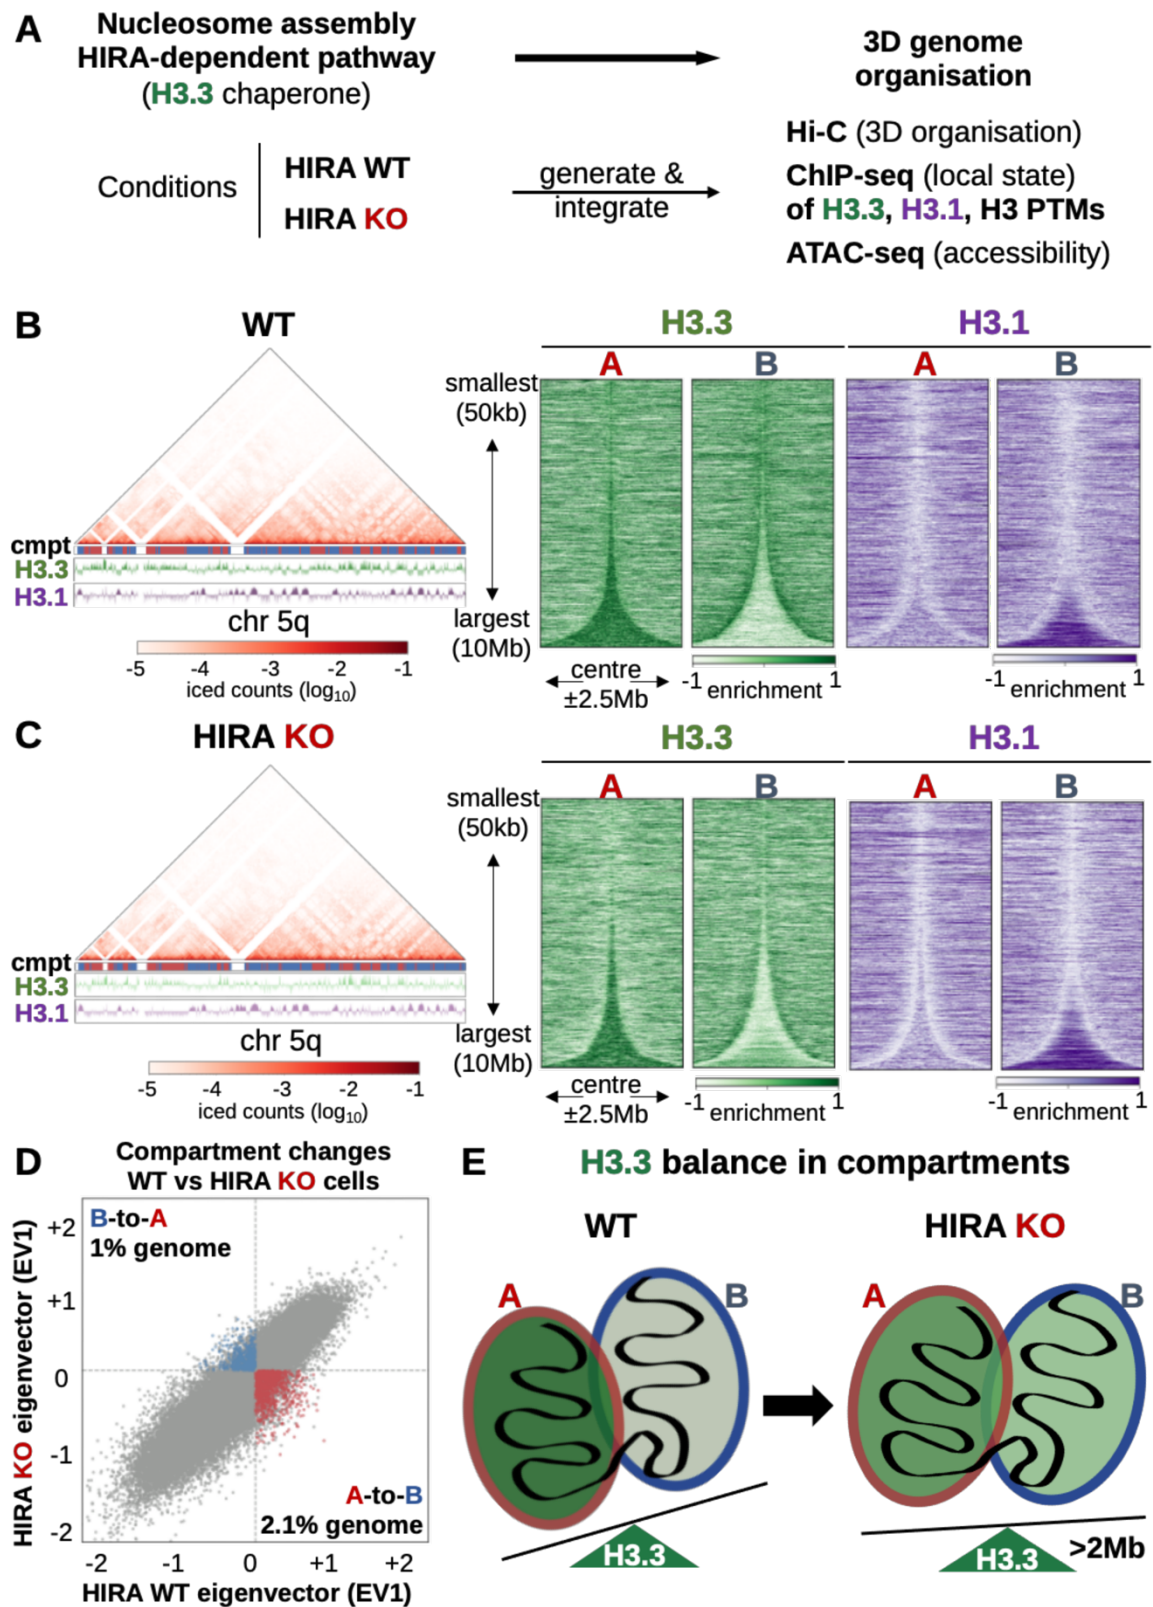 A
Nucleosome assembly
HIRA-dependent pathway
(H3.3 chaperone)
3D genome
organisation
Conditions
HIRA WT
HIRA KO
generate &
integrate
Hi-C (3D organisation)
ChIP-seq (local state)
of H3.3, H3.1, H3 PTMs
ATAC-seq (accessibility)
B
WT
cmpt
H3.3
H3.1
chr 5q
-5 -4 -3 -2 -1
iced counts (log10)
smallest
(50kb)
largest
(10Mb)
H3.3 H3.1
A B A B
centre
±2.5Mb
-1 enrichment 1
-1 enrichment 1
C
HIRA KO
cmpt
H3.3
H3.1
chr 5q
-5 -4 -3 -2 -1
iced counts (log10)
smallest
(50kb)
largest
(10Mb)
H3.3 H3.1
A B A B
centre
±2.5Mb
-1 enrichment 1
-1 enrichment 1
D
Compartment changes
WT vs HIRA KO cells
B-to-A
1% genome
A-to-B
2.1% genome
HIRA KO eigenvector (EV1)
+2
+1
0
-1
-2
-2 -1 0 +1 +2
HIRA WT eigenvector (EV1)
E
H3.3 balance in compartments
WT HIRA KO
A B A B
H3.3
H3.3 >2Mb